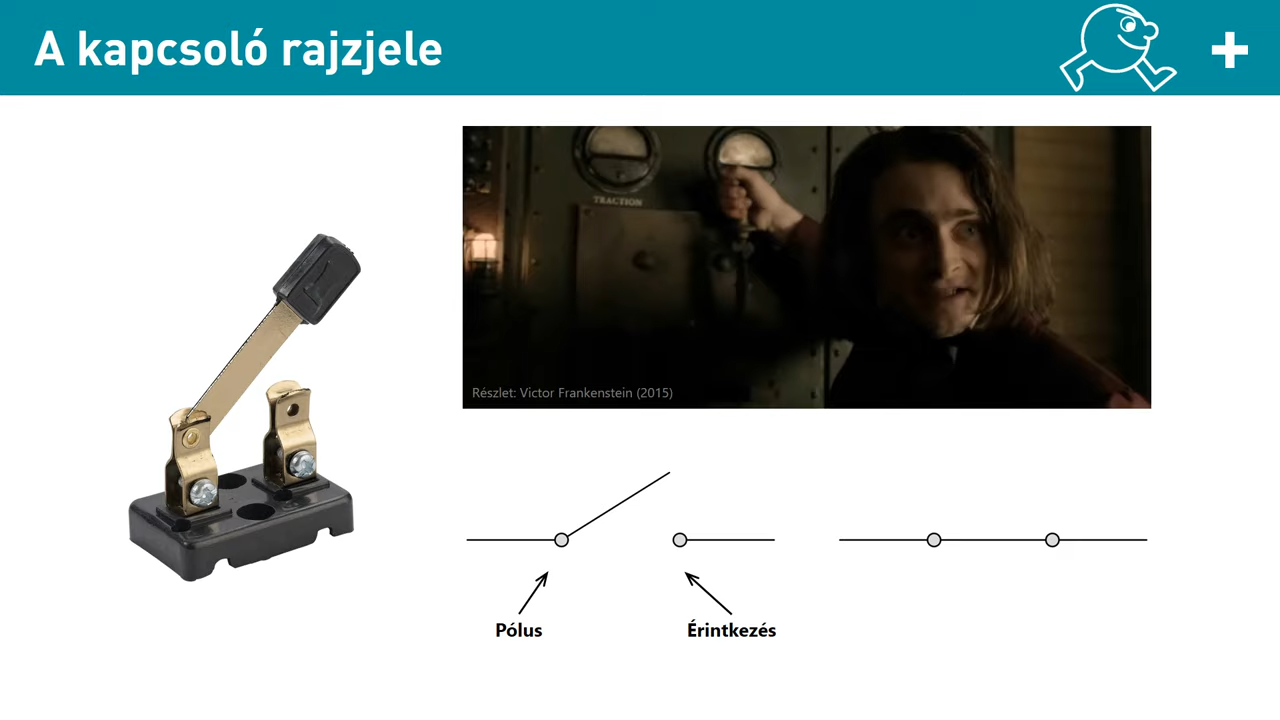 A kapcsoló rajzjele
TRACTION
Részlet: Victor Frankenstein (2015)
Pólus
Érintkezés